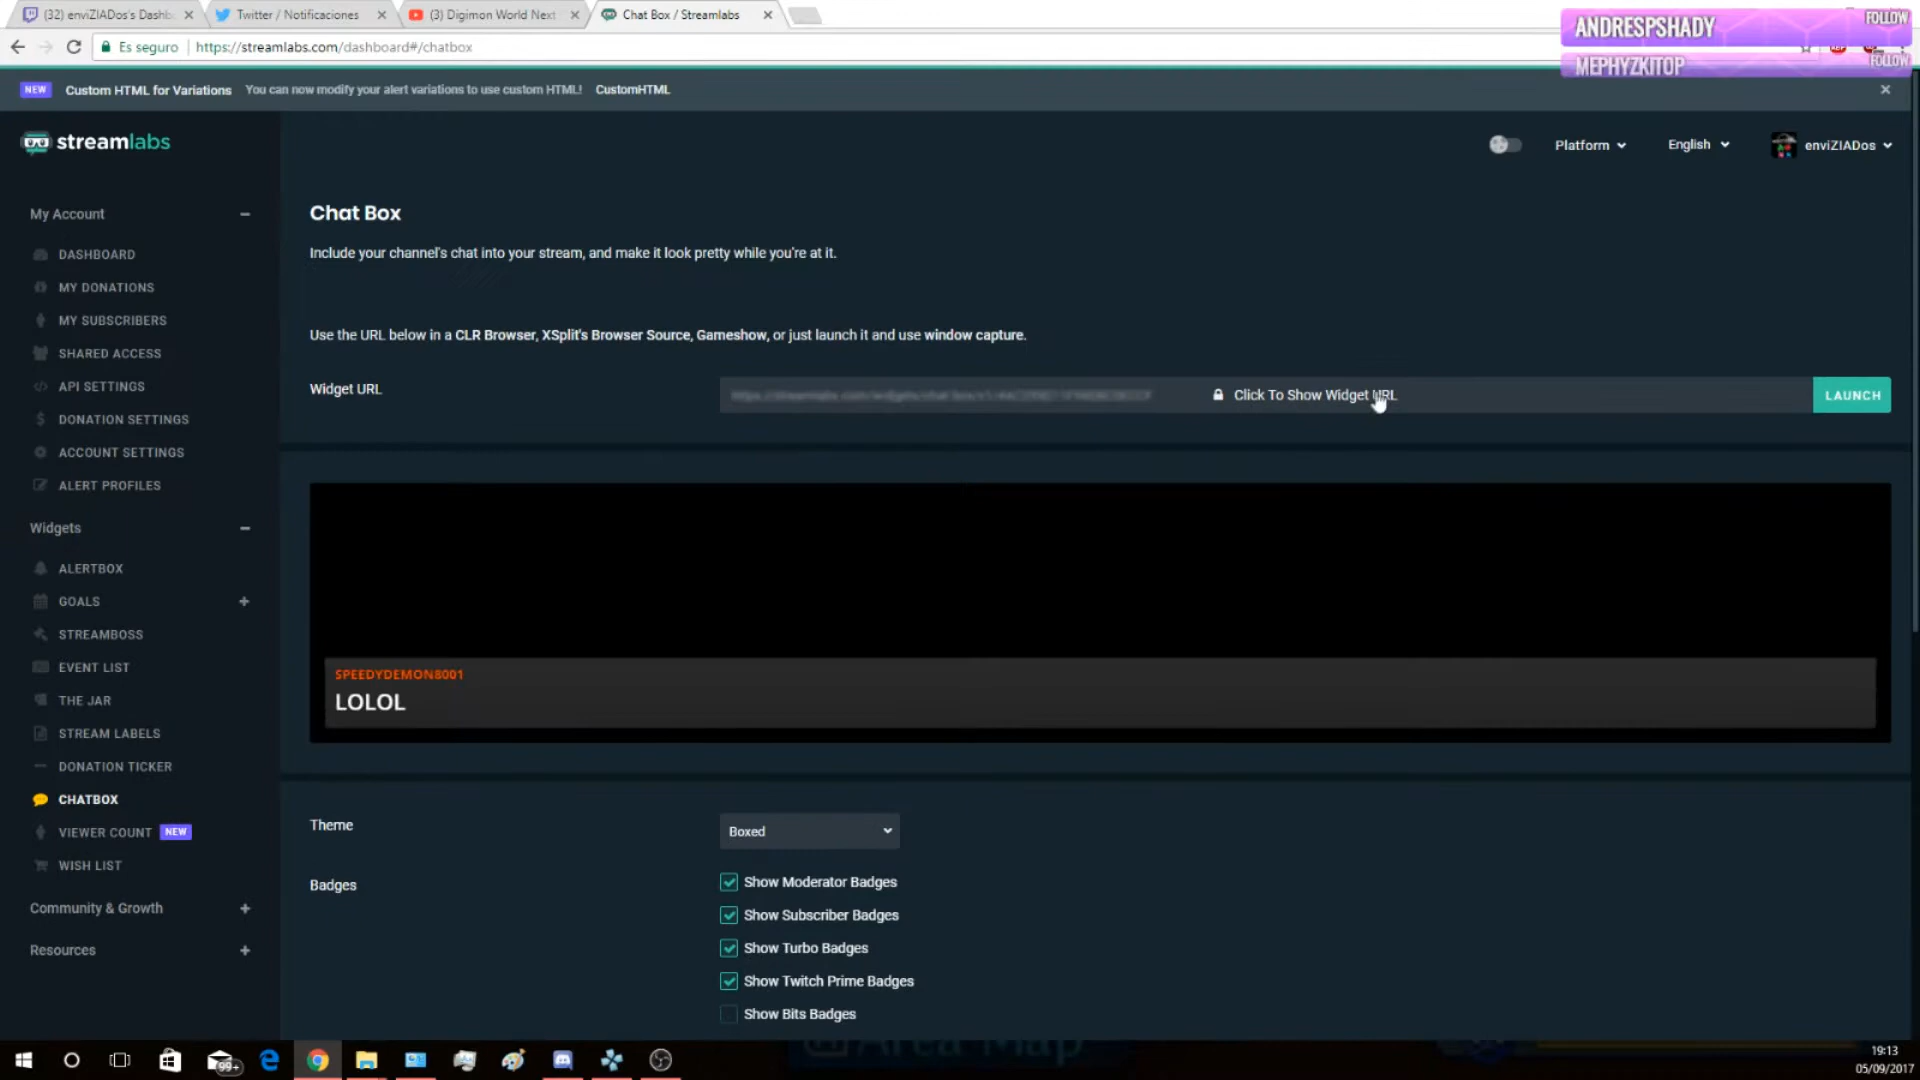 (32) enviZIADos's Dashb
Twitter / Notificaciones
(3) Digimon World Next
Chat Box / Streamlabs
ANDRESPSHADY
FOLLOW
MEPHYZKITOP
FOLLOW
Es seguro
https://streamlabs.com/dashboard#/chatbox
NEW
Custom HTML for Variations
You can now modify your alert variations to use custom HTML!
CustomHTML
streamlabs
Platform
English
enviZIADos
My Account
DASHBOARD
MY DONATIONS
MY SUBSCRIBERS
SHARED ACCESS
API SETTINGS
DONATION SETTINGS
ACCOUNT SETTINGS
ALERT PROFILES
Widgets
ALERTBOX
GOALS
STREAMBOSS
EVENT LIST
THE JAR
STREAM LABELS
DONATION TICKER
CHATBOX
VIEWER COUNT NEW
WISH LIST
Community & Growth
Resources
Chat Box
Include your channel's chat into your stream, and make it look pretty while you're at it.
Use the URL below in a CLR Browser, XSplit's Browser Source, Gameshow, or just launch it and use window capture.
Widget URL
Click To Show Widget URL
LAUNCH
SPEEDYDEMON8001
LOLOL
Theme
Boxed
Badges
Show Moderator Badges
Show Subscriber Badges
Show Turbo Badges
Show Twitch Prime Badges
Show Bits Badges
Area Map
99+
19:13
05/09/2017